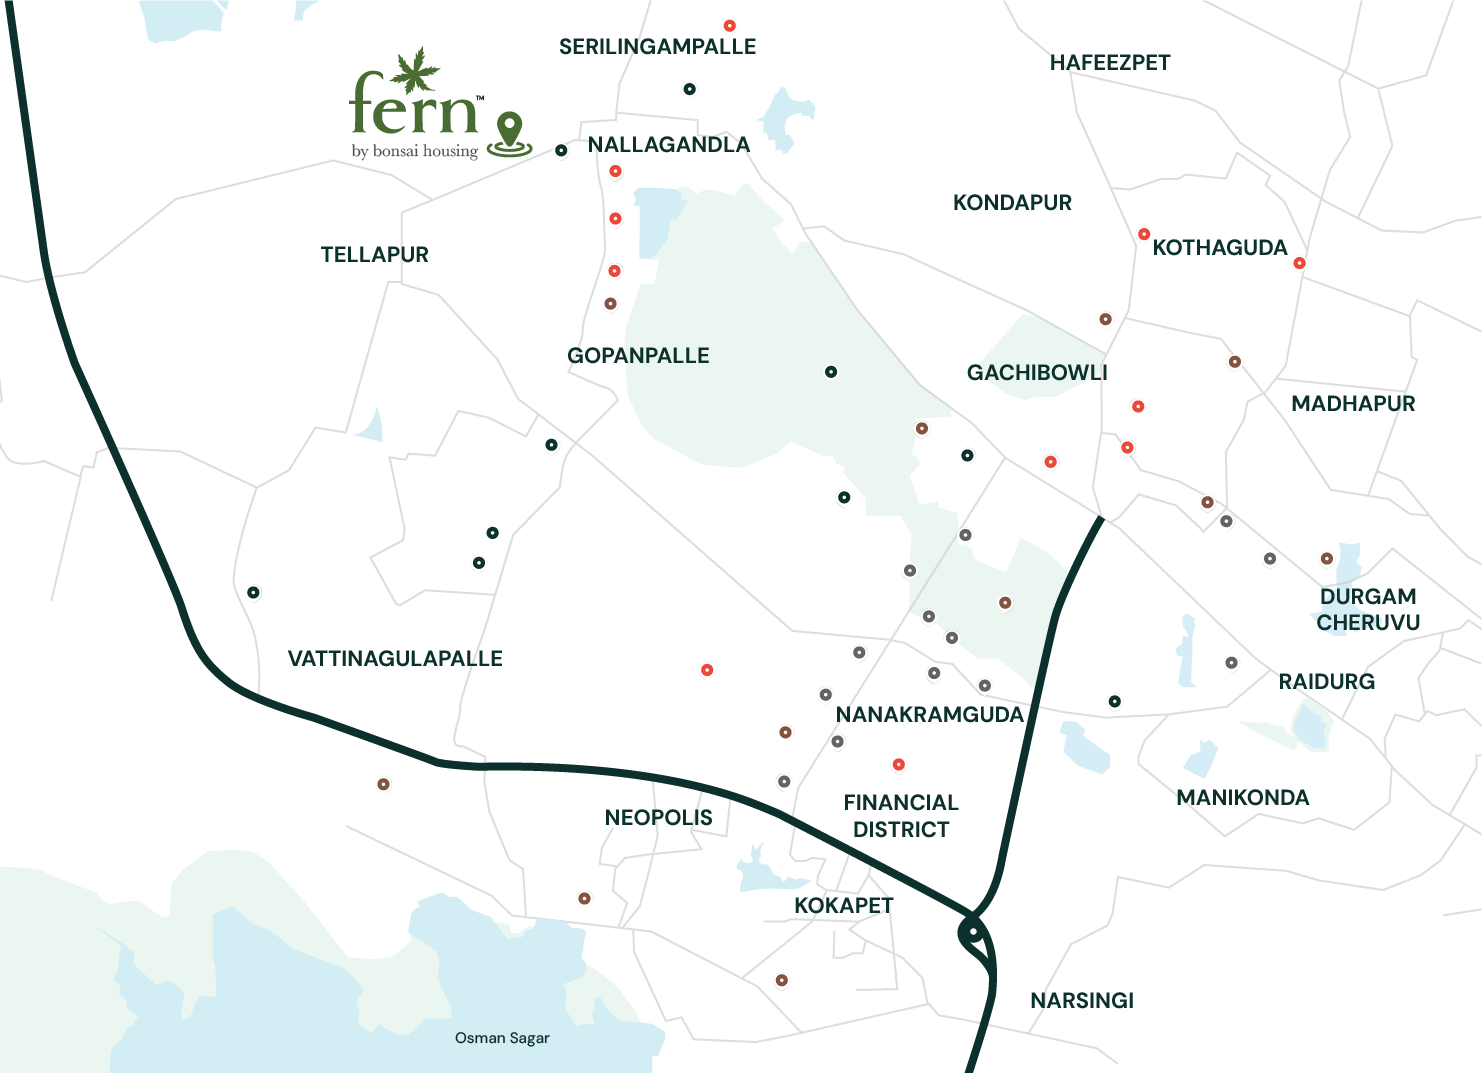 SERILINGAMPALLE
HAFEEZPET
fern™
by bonsai housing
NALLAGANDLA
KONDAPUR
KOTHAGUDA
TELLAPUR
GOPANPALLE
GACHIBOWLI
MADHAPUR
DURGAM
CHERUVU
VATTINAGULAPALLE
RAIDURG
NANAKRAMGUDA
MANIKONDA
FINANCIAL
DISTRICT
NEOPOLIS
KOKAPET
NARSINGI
Osman Sagar